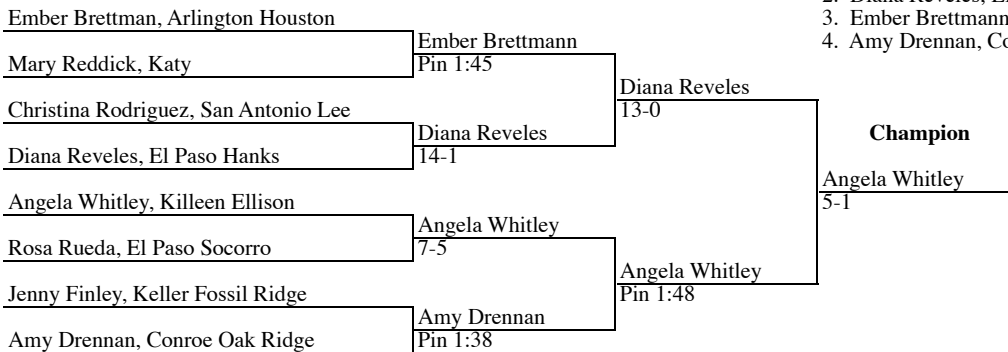 Ember Brettman, Arlington Houston
Mary Reddick, Katy
Christina Rodriguez, San Antonio Lee
Diana Reveles, El Paso Hanks
Angela Whitley, Killeen Ellison
Rosa Rueda, El Paso Socorro
Jenny Finley, Keller Fossil Ridge
Amy Drennan, Conroe Oak Ridge
Ember Brettmann
Pin 1:45
Diana Reveles
14-1
Angela Whitley
7-5
Amy Drennan
Pin 1:38
Diana Reveles
13-0
Angela Whitley
Pin 1:48
3. Ember Brettmann
4. Amy Drennan,
Champion
Angela Whitley
5-1